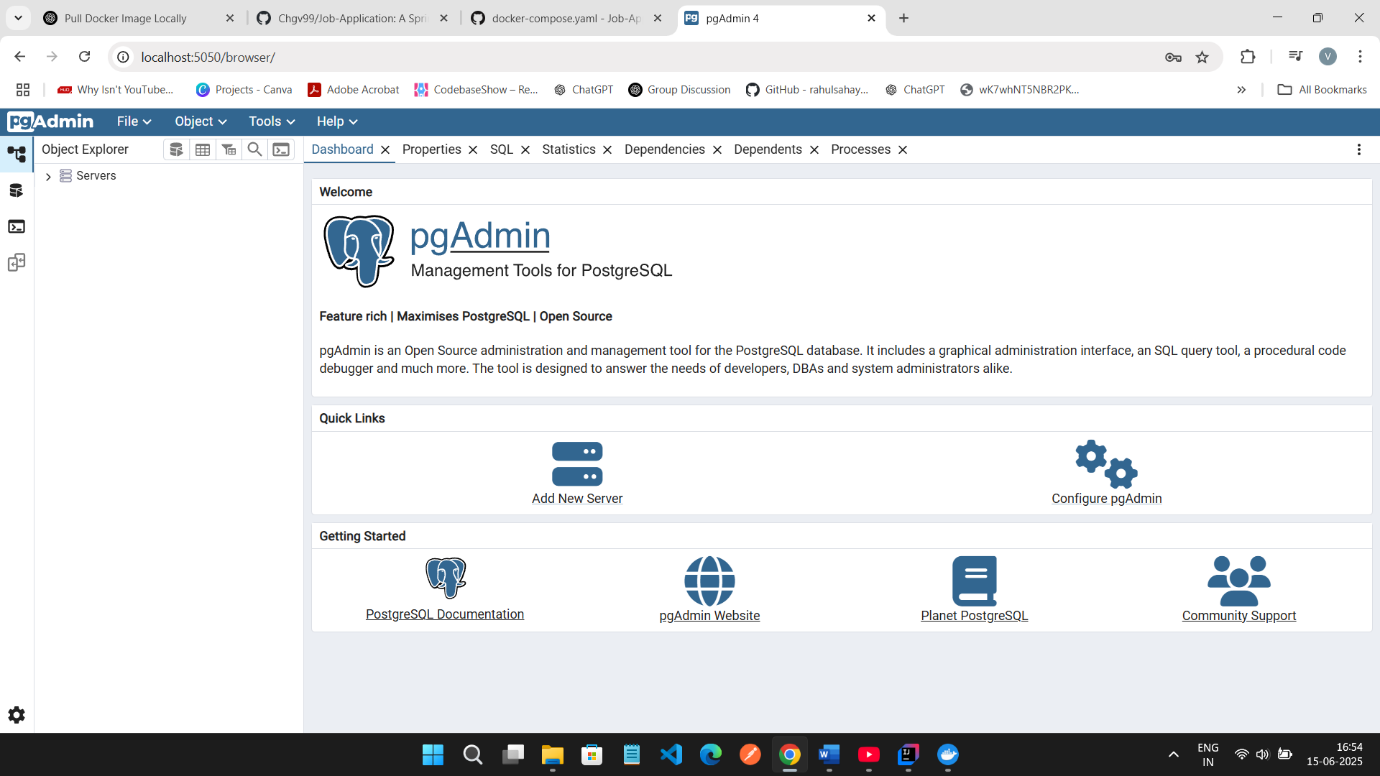 Pull Docker Image Locally
Chgv99/Job-Application: A Spri
docker-compose.yaml - Job-Ap
pgAdmin 4
localhost:5050/browser/
V
Why Isn't YouTube...
Projects - Canva
Adobe Acrobat
CodebaseShow – Re...
ChatGPT
Group Discussion
GitHub - rahulsahay...
ChatGPT
wK7whNT5NBR2PK...
All Bookmarks
pgAdmin
File
Object
Tools
Help
Object Explorer
Dashboard
Properties
SQL
Statistics
Dependencies
Dependents
Processes
Servers
Welcome
pgAdmin
Management Tools for PostgreSQL
Feature rich | Maximises PostgreSQL | Open Source
pgAdmin is an Open Source administration and management tool for the PostgreSQL database. It includes a graphical administration interface, an SQL query tool, a procedural code
debugger and much more. The tool is designed to answer the needs of developers, DBAs and system administrators alike.
Quick Links
Add New Server
Configure pgAdmin
Getting Started
PostgreSQL Documentation
pgAdmin Website
Planet PostgreSQL
Community Support
ENG
IN
16:54
15-06-2025